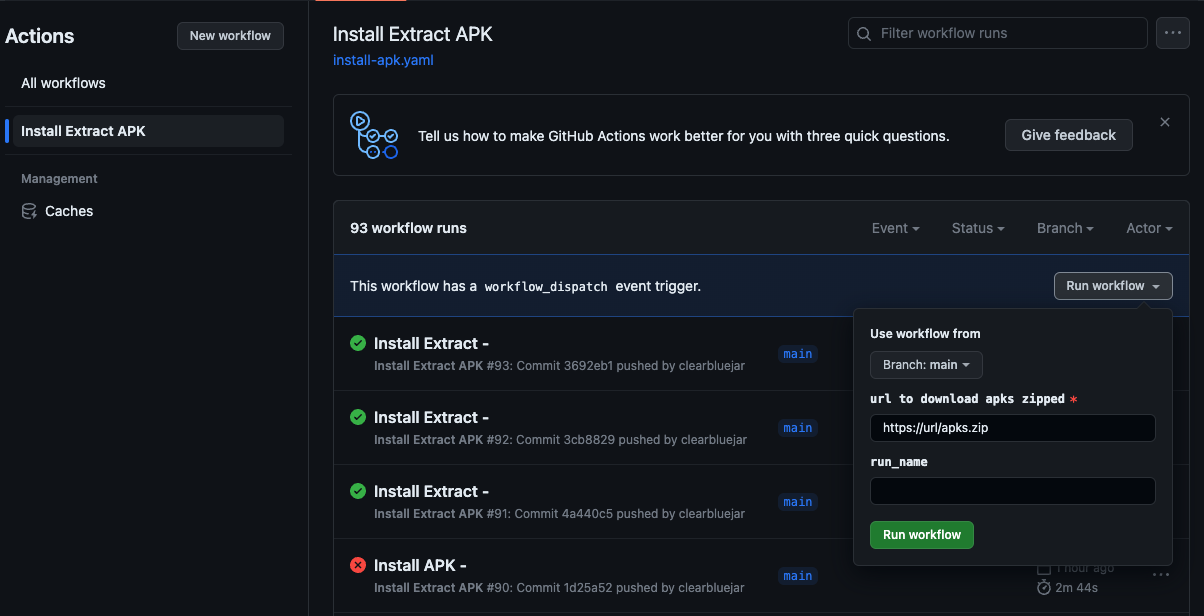 Actions
New workflow
All workflows
Install Extract APK
Management
Caches
Install Extract APK
install-apk.yaml
Filter workflow runs
Tell us how to make GitHub Actions work better for you with three quick questions.
Give feedback
93 workflow runs
Event
Status
Branch
Actor
This workflow has a workflow_dispatch event trigger.
Run workflow
Use workflow from
Branch: main
url to download apks zipped *
https://url/apks.zip
run_name
Run workflow
Install Extract -
Install Extract APK #93: Commit 3692eb1 pushed by clearbluejar
main
Install Extract -
Install Extract APK #92: Commit 3cb8829 pushed by clearbluejar
main
Install Extract -
Install Extract APK #91: Commit 4a440c5 pushed by clearbluejar
main
Install APK -
Install Extract APK #90: Commit 1d25a52 pushed by clearbluejar
main
1 hour ago
2m 44s